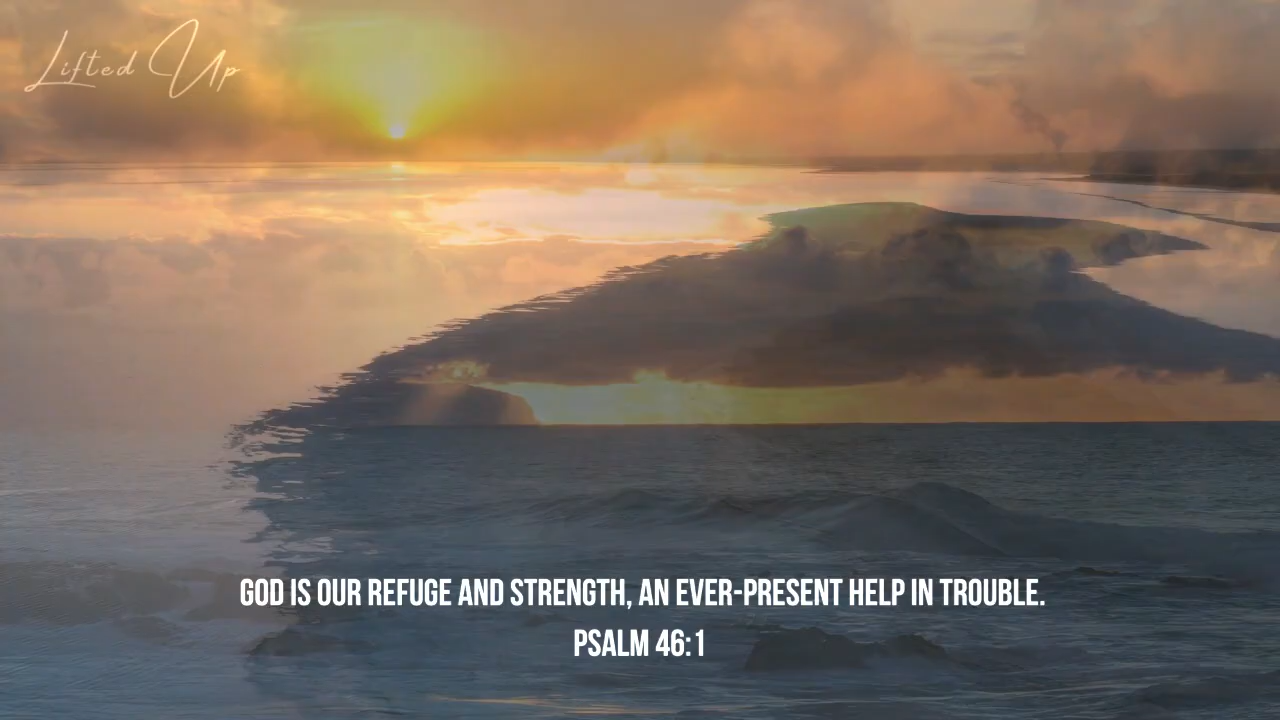 Lifted Up
GOD IS OUR REFUGE AND STRENGTH, AN EVER-PRESENT HELP IN TROUBLE.
PSALM 46:1